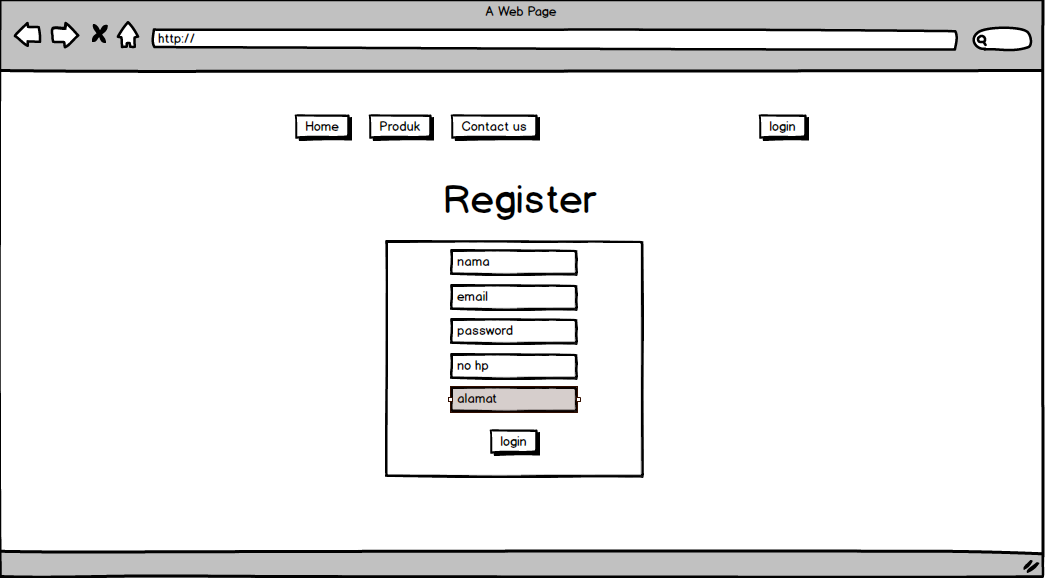 A Web Page
http://
Home Produk Contact us login
Register
nama
email
password
no hp
alamat
login